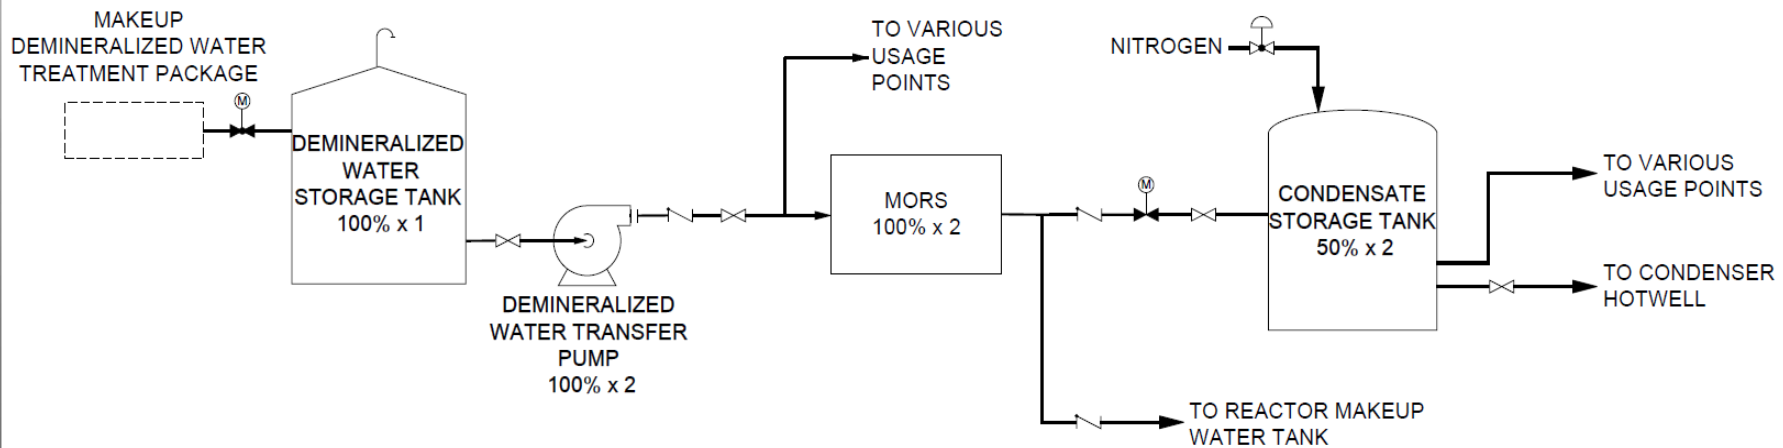 MAKEUP
DEMINERALIZED WATER
TREATMENT PACKAGE
M
DEMINERALIZED
WATER
STORAGE TANK
100% x 1
DEMINERALIZED
WATER TRANSFER
PUMP
100% x 2
TO VARIOUS
USAGE
POINTS
MORS
100% x 2
M
NITROGEN
CONDENSATE
STORAGE TANK
50% x 2
TO VARIOUS
USAGE POINTS
TO CONDENSER
HOTWELL
TO REACTOR MAKEUP
WATER TANK